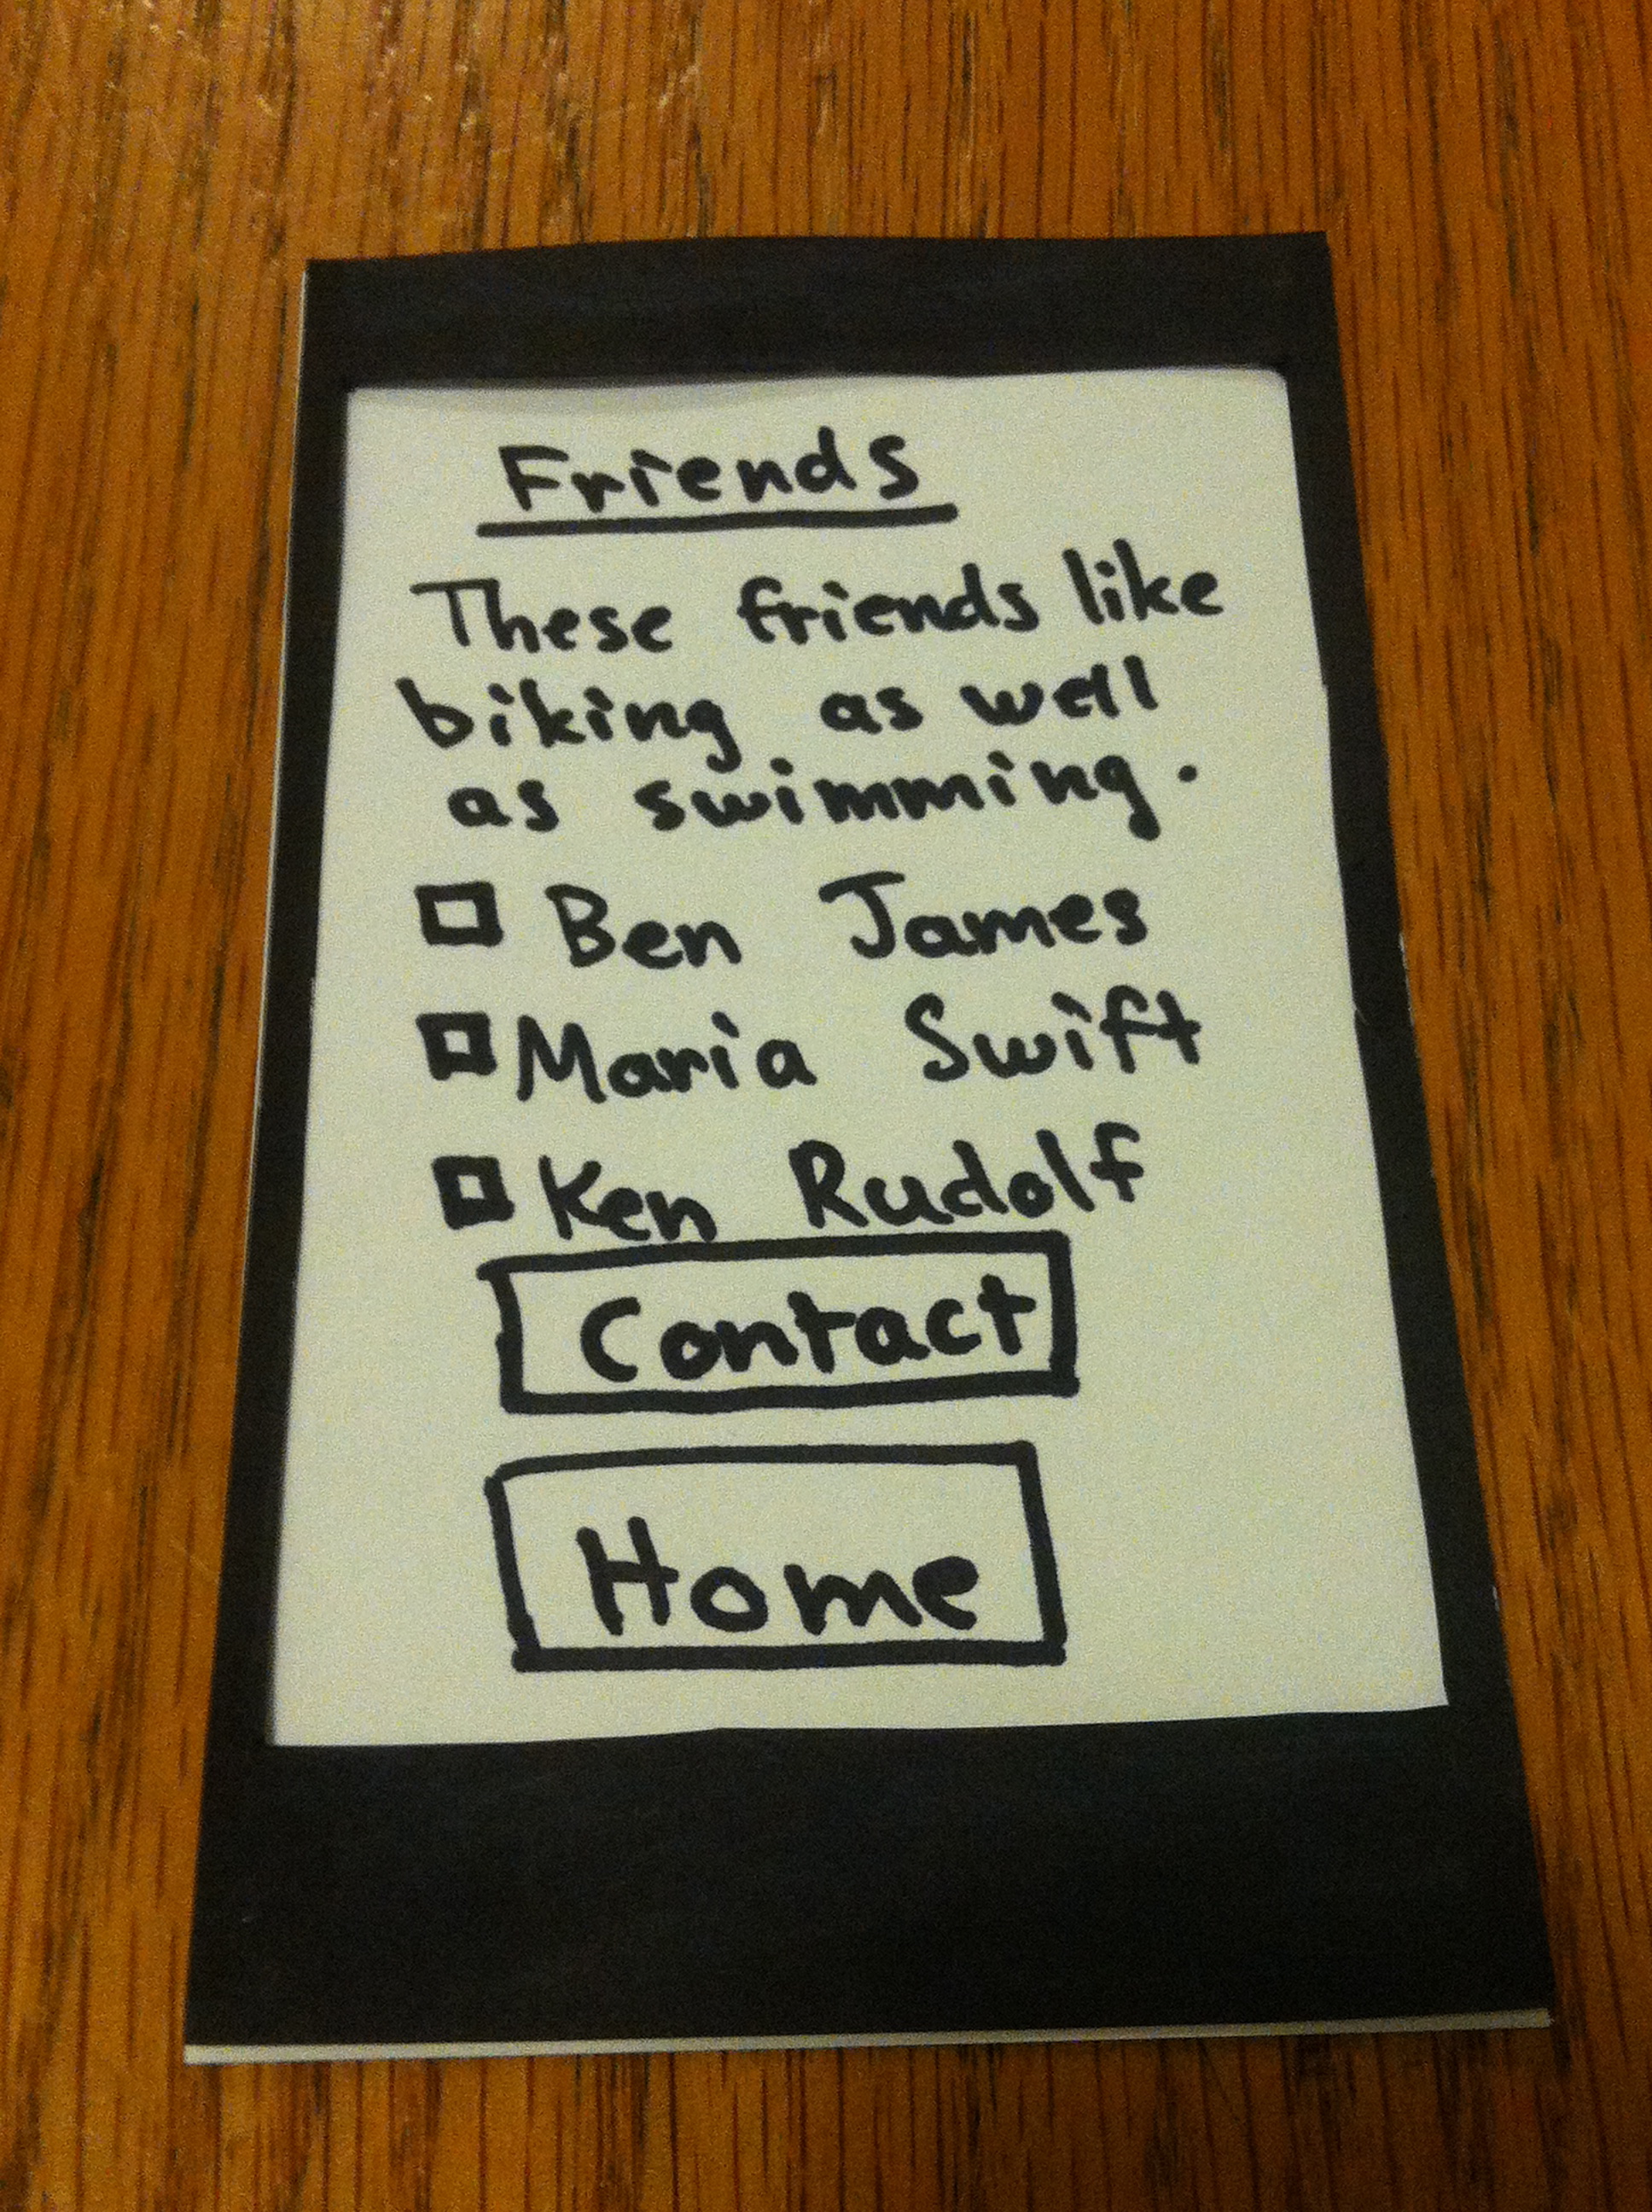 Friends
These friends like
biking as well
as swimming.
Ben James
Maria Swift
Ken Rudolf
Contact
Home